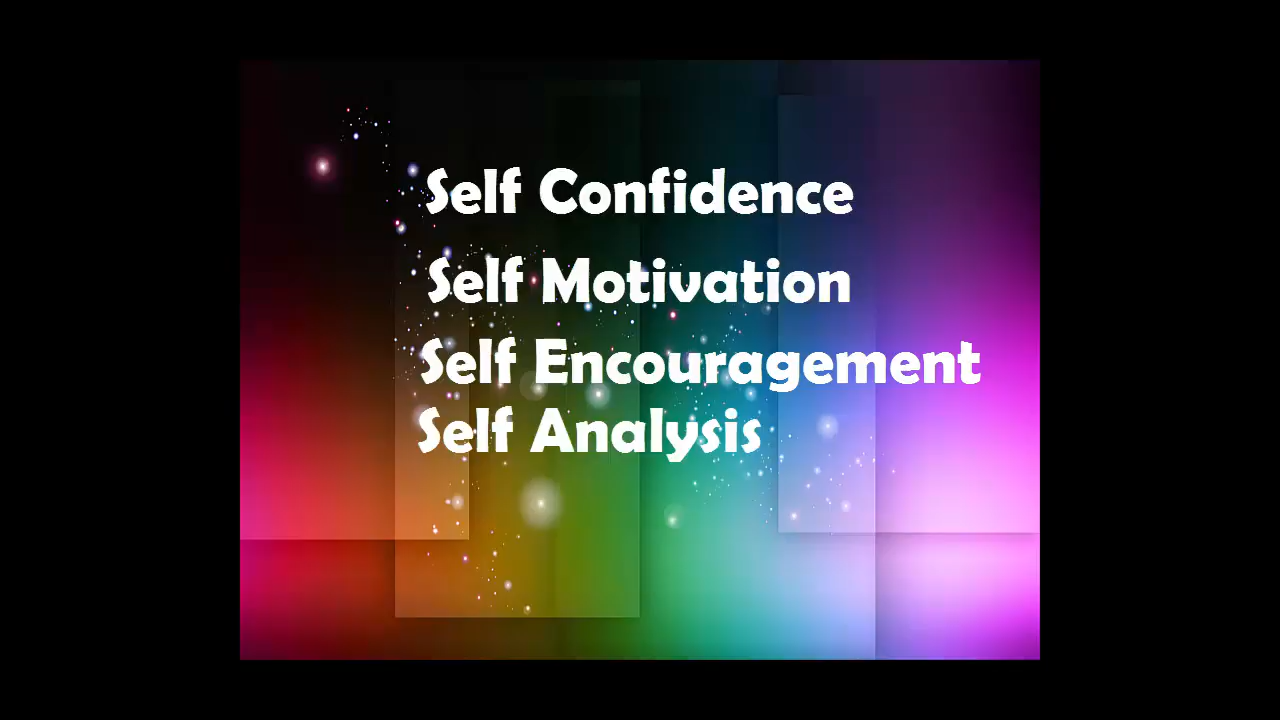 Self Confidence
Self Motivation
Self Encouragement
Self Analysis